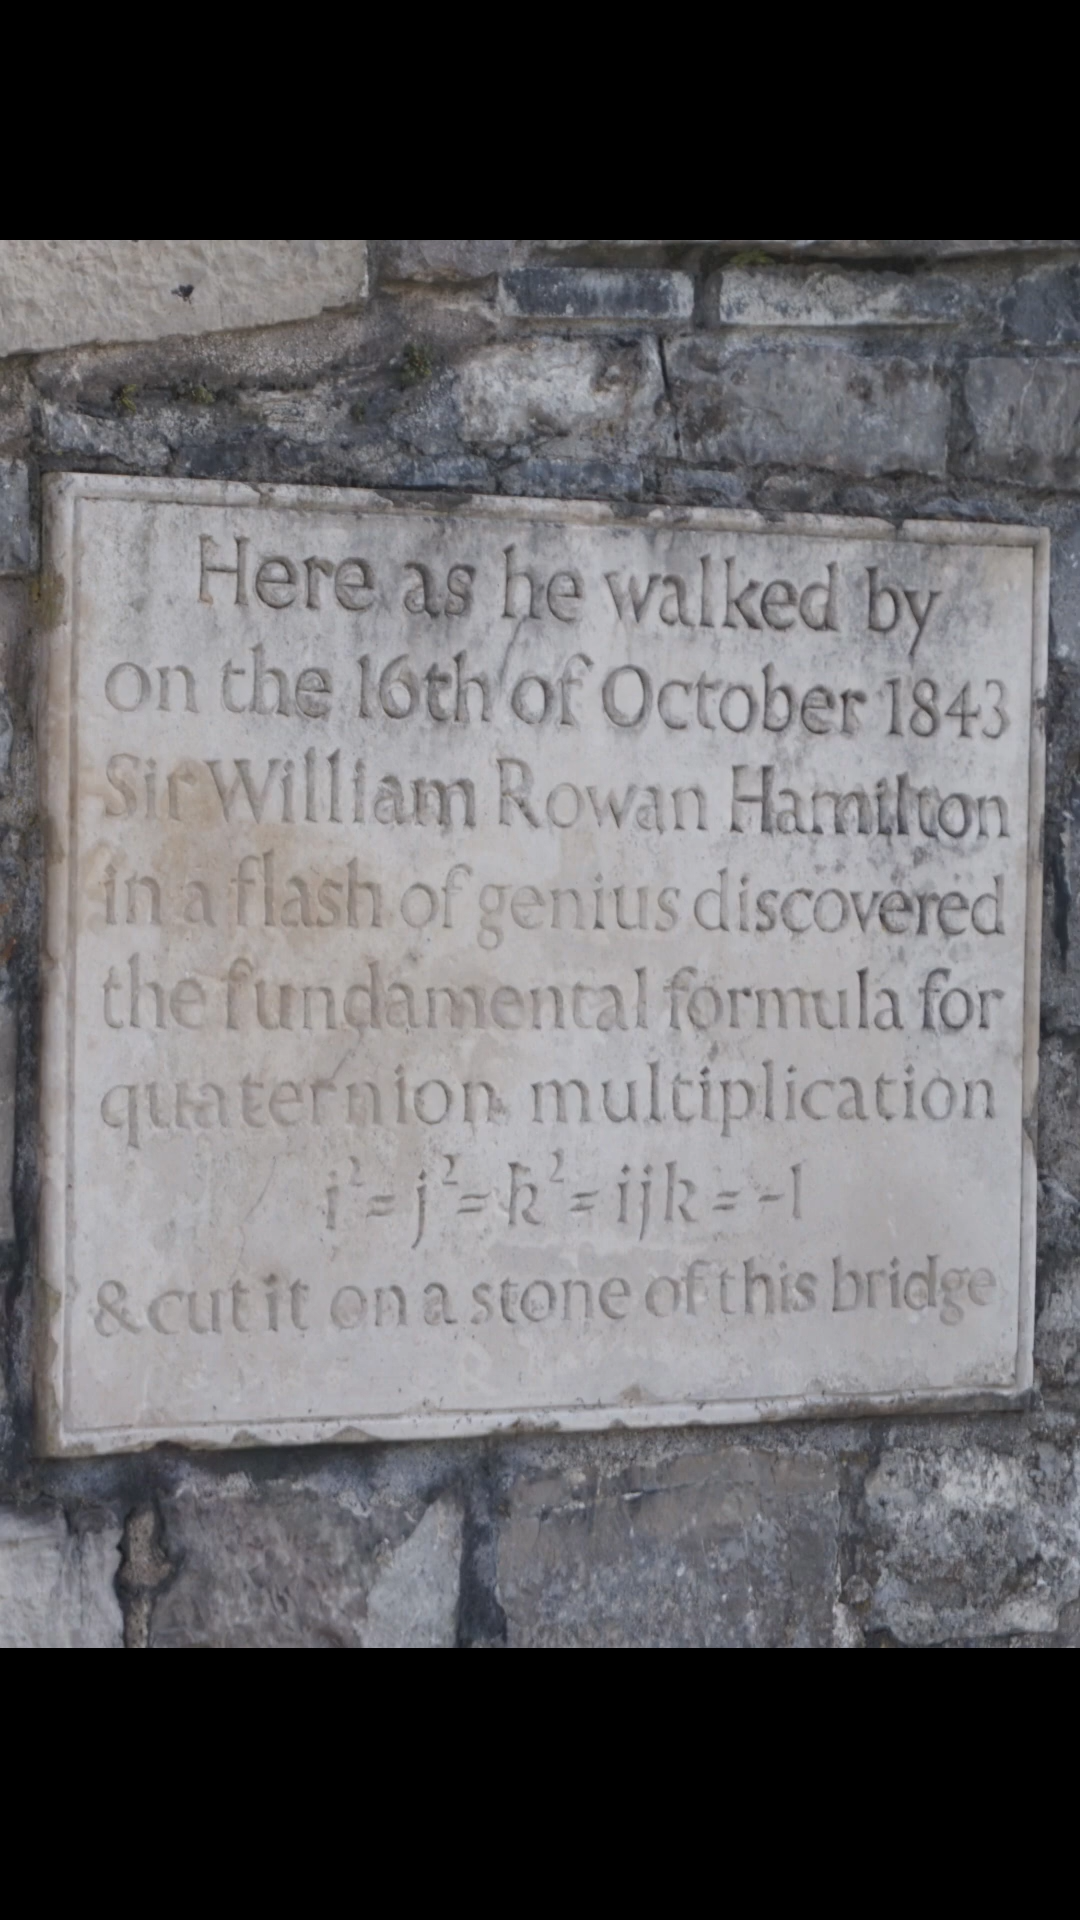 Here as he walked by
on the 16th of October 1843
Sir William Rowan Hamilton
in a flash of genius discovered
the fundamental formula for
quaternion multiplication
i² = j² = k² = ijk = -1
& cut it on a stone of this bridge